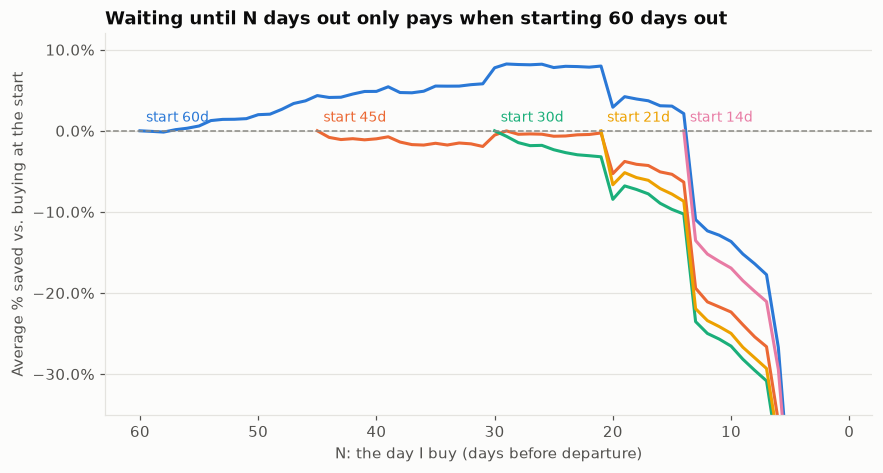 Waiting until N days out only pays when starting 60 days out
Average % saved vs. buying at the start
10.0%
0.0%
−10.0%
−20.0%
−30.0%
start 60d
start 45d
start 30d
start 21d
start 14d
60
50
40
30
20
10
0
N: the day I buy (days before departure)